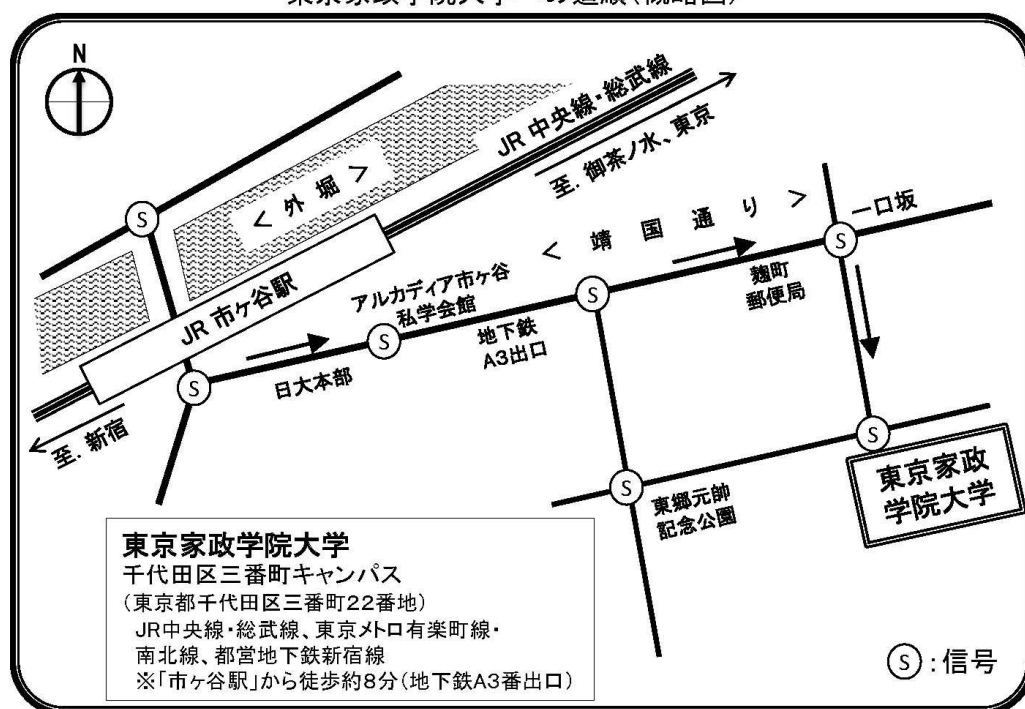 東京家政学院大学への道順(概略図)
N
JR 中央線・総武線
至. 御茶ノ水、東京
< 外 堀 >
< 靖 国 通 り >
一口坂
S
S
S
S
S
S
S
JR 市ヶ谷駅
アルカディア市ヶ谷
私学会館
地下鉄
A3出口
麹町
郵便局
日大本部
至. 新宿
東郷元帥
記念公園
東京家政
学院大学
東京家政学院大学
千代田区三番町キャンパス
(東京都千代田区三番町22番地)
JR中央線・総武線、東京メトロ有楽町線・
南北線、都営地下鉄新宿線
※「市ヶ谷駅」から徒歩約8分(地下鉄A3番出口)
S:信号